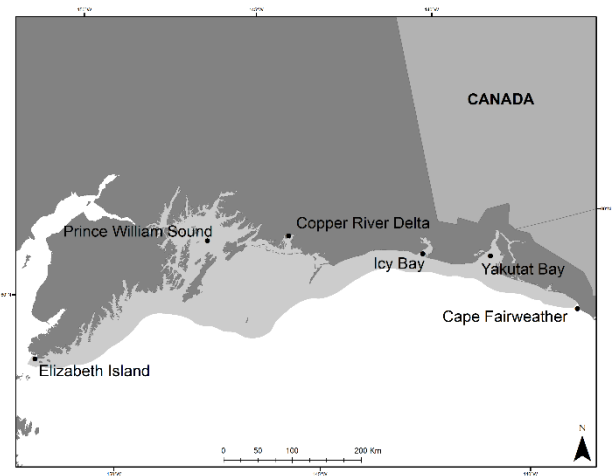 CANADA
Prince William Sound
Copper River Delta
Icy Bay
Yakutat Bay
Cape Fairweather
Elizabeth Island
N
0 50 100 200 Km